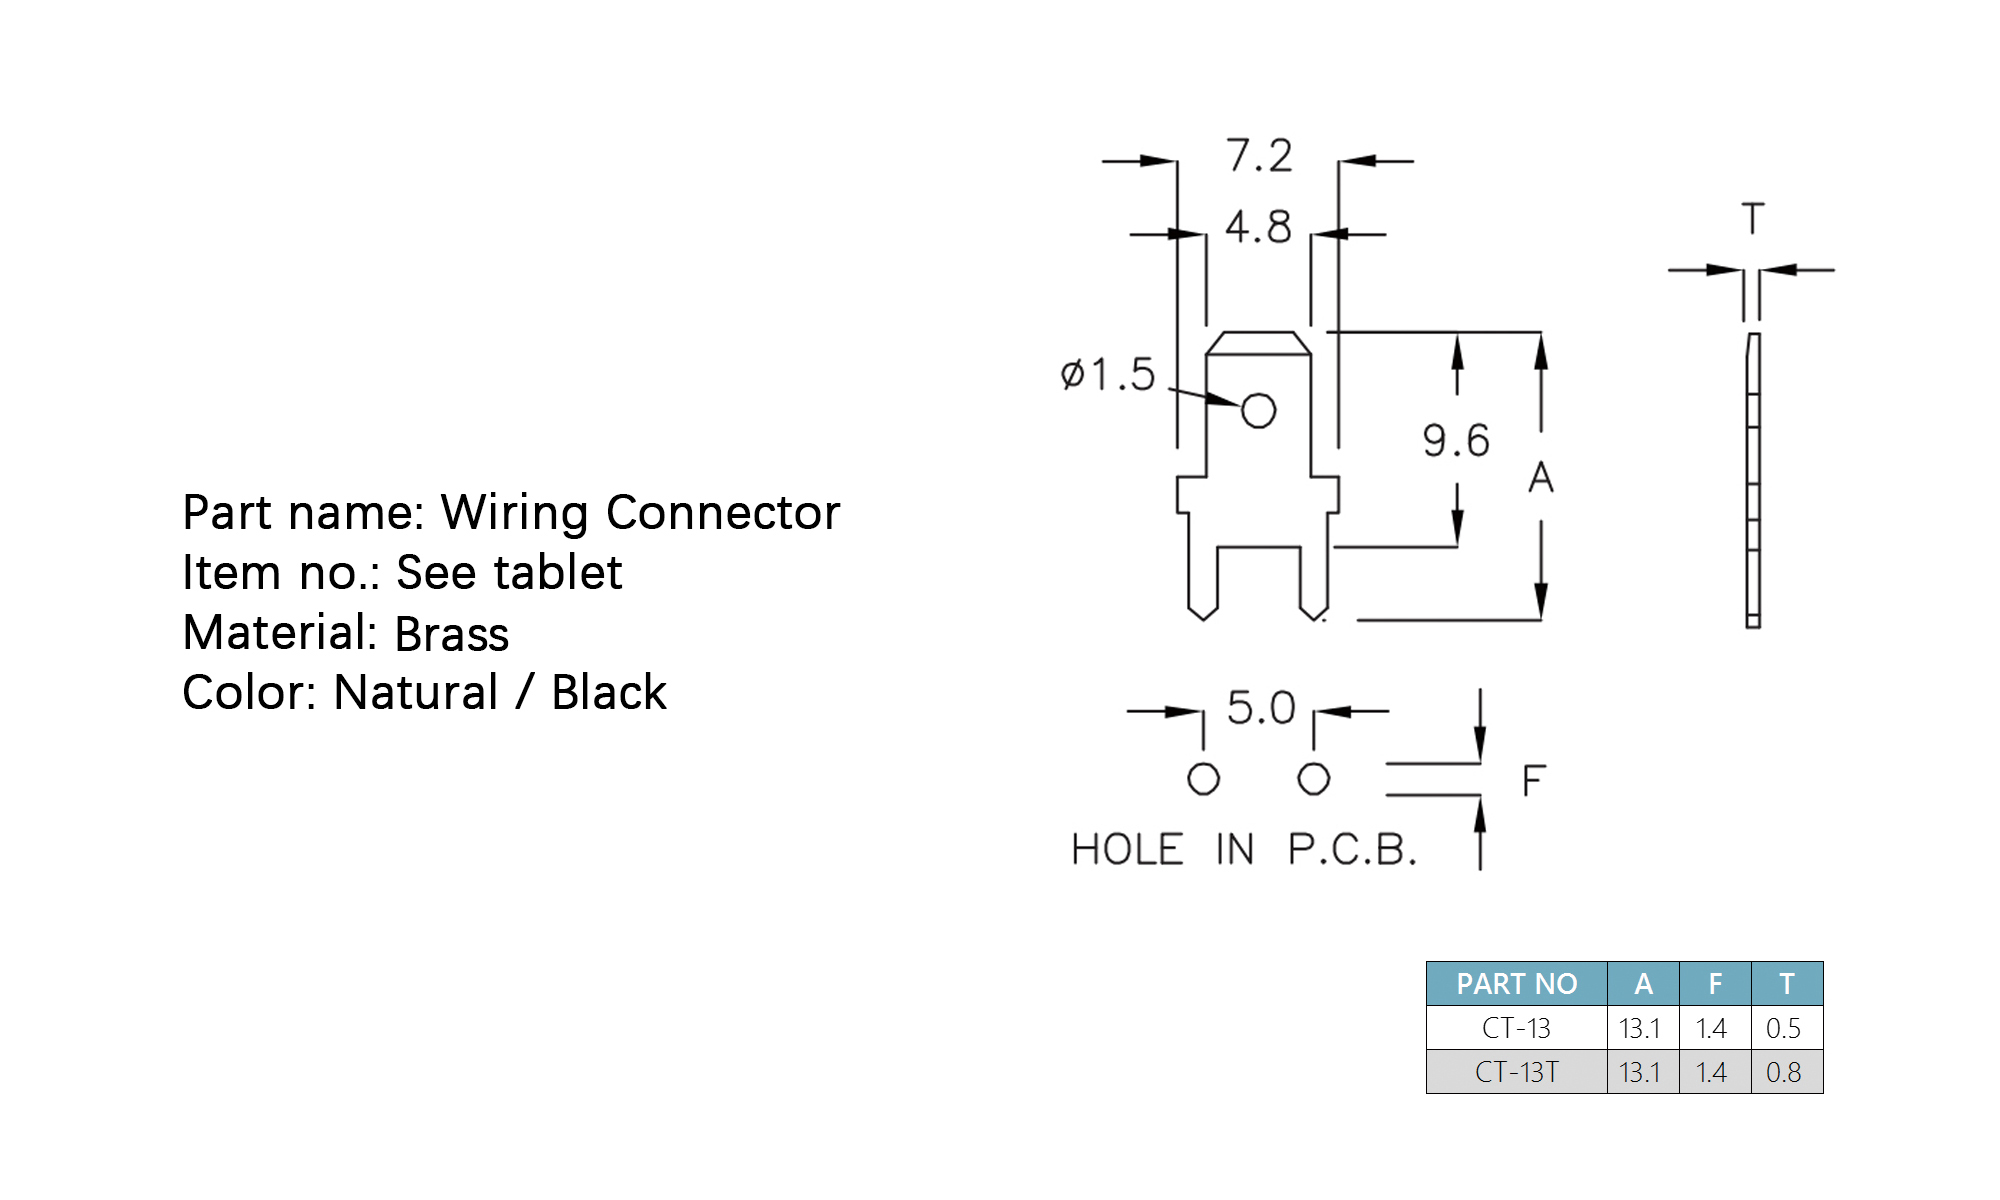 Part name: Wiring Connector
Item no.: See tablet
Material: Brass
Color: Natural / Black
7.2
4.8
T
ø1.5
9.6
A
5.0
F
HOLE IN P.C.B.
PART NO A F T
CT-13 13.1 1.4 0.5
CT-13T 13.1 1.4 0.8